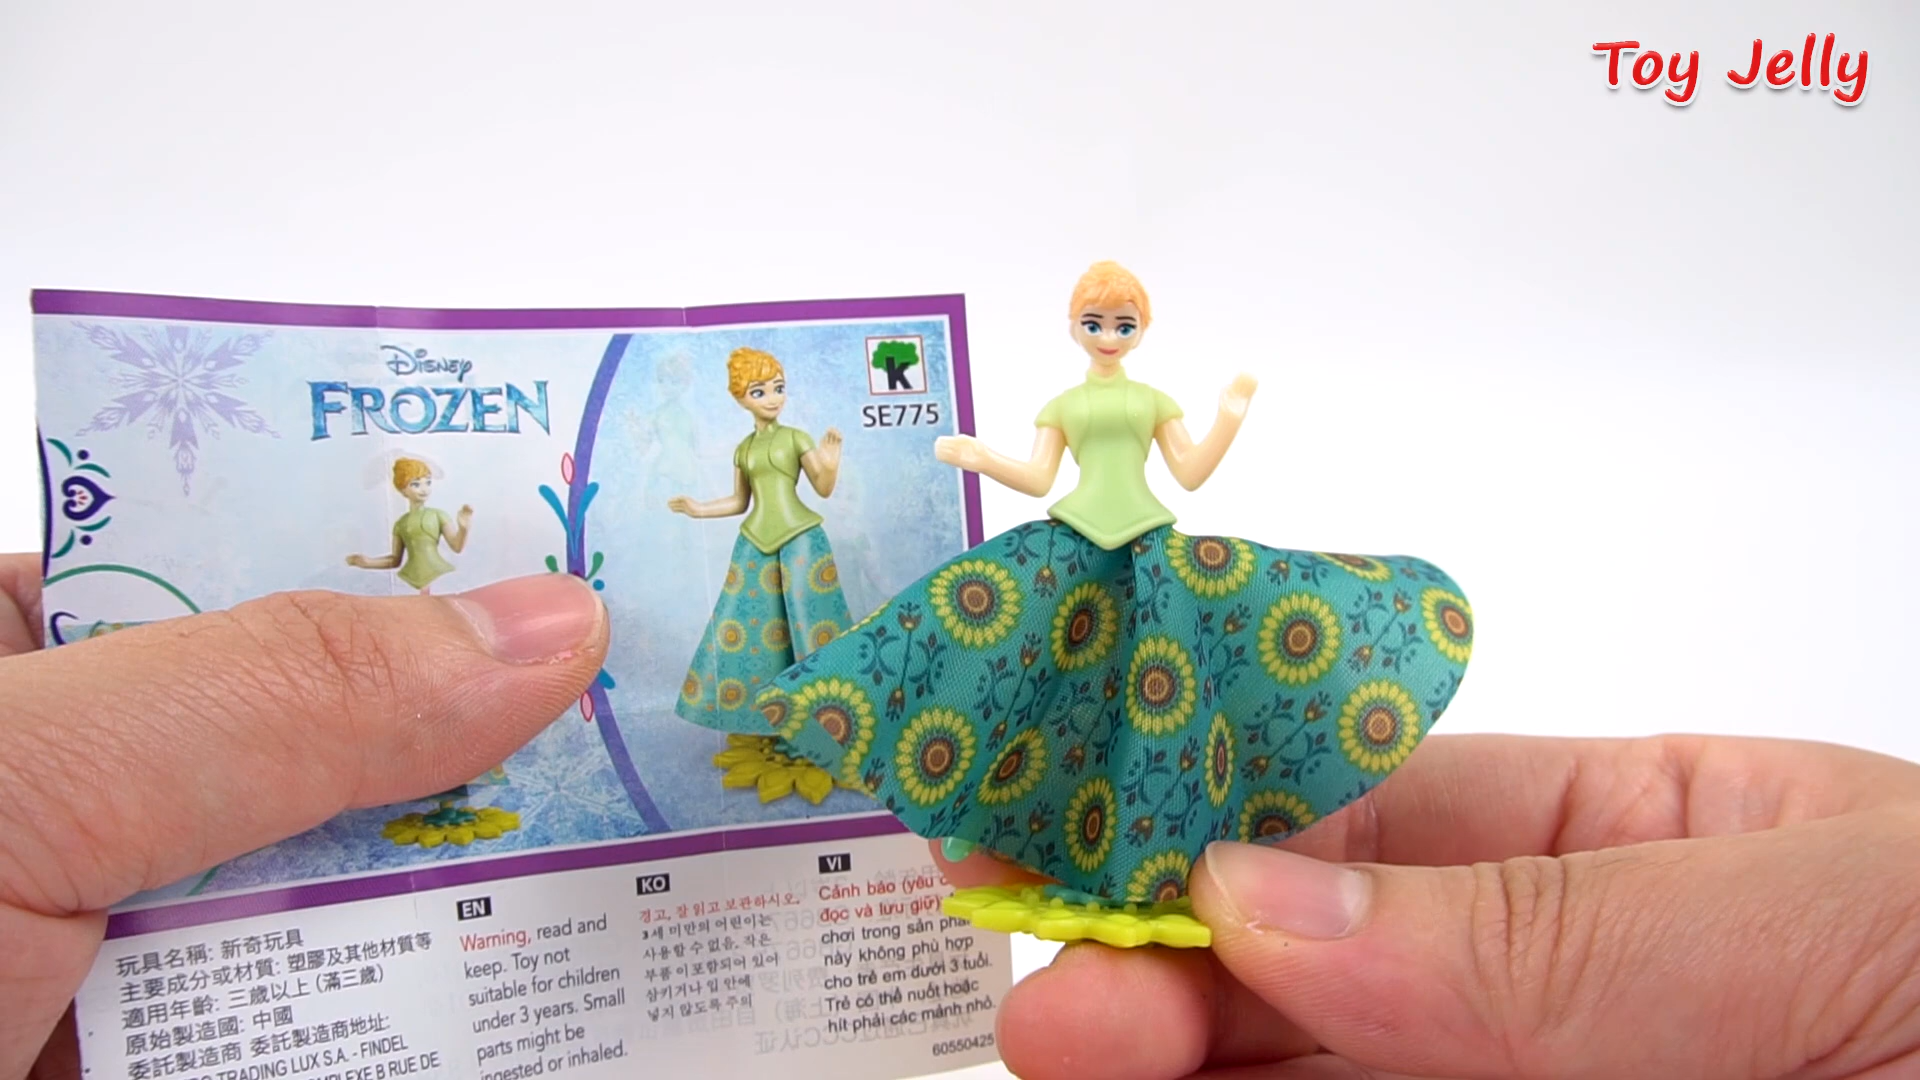 Toy Jelly
Disney
FROZEN
k
SE775
玩具名稱: 新奇玩具
主要成分或材質: 塑膠及其他材質等
適用年齡: 三歲以上 (滿三歲)
原始製造國: 中國
委託製造商 委託製造商地址:
TRADING LUX S.A. - FINDEL
B RUE DE
EN
Warning, read and
keep. Toy not
suitable for children
under 3 years. Small
parts might be
ingested or inhaled.
KO
경고, 잘 읽고 보관하시오.
3세 미만의 어린이는
사용할 수 없음. 작은
부품이 포함되어 있어
삼키거나 입 안에
넣지 않도록 주의
VI
Cảnh báo (yêu
đọc và lưu giữ)
chơi trong sản
này không phù hợp
cho trẻ em dưới 3 tuổi.
Trẻ có thể nuốt hoặc
hít phải các mảnh nhỏ.
60550425